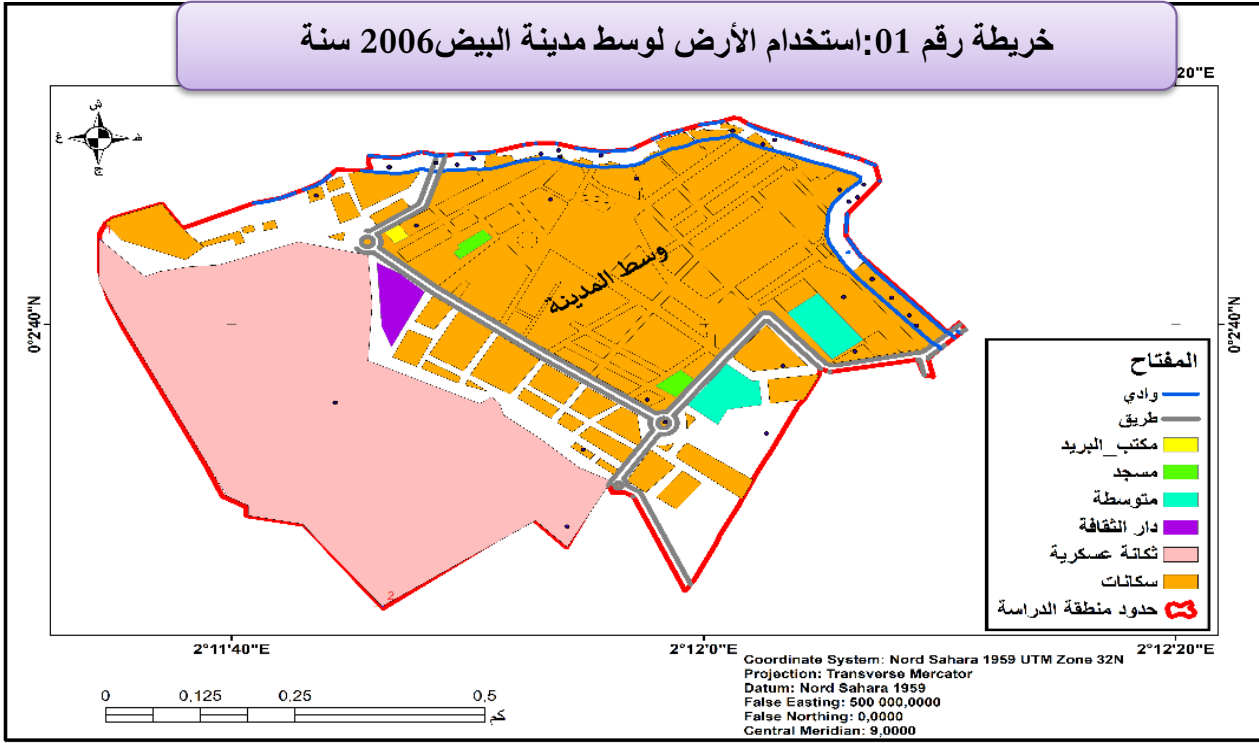 خريطة رقم 01:استخدام الأرض لوسط مدينة البيض2006 سنة
20"E
ش
غ
وسط المدينة
0°2'40"N
0°2'40"N
المفتاح
وادي
طريق
مكتب_البريد
مسجد
متوسطة
دار الثقافة
ثكانة عسكرية
سكانات
حدود منطقة الدراسة
2
2°11'40"E
2°12'0"E
2°12'20"E
Coordinate System: Nord Sahara 1959 UTM Zone 32N
Projection: Transverse Mercator
Datum: Nord Sahara 1959
False Easting: 500 000,0000
False Northing: 0,0000
Central Meridian: 9,0000
0 0,125 0,25 0,5